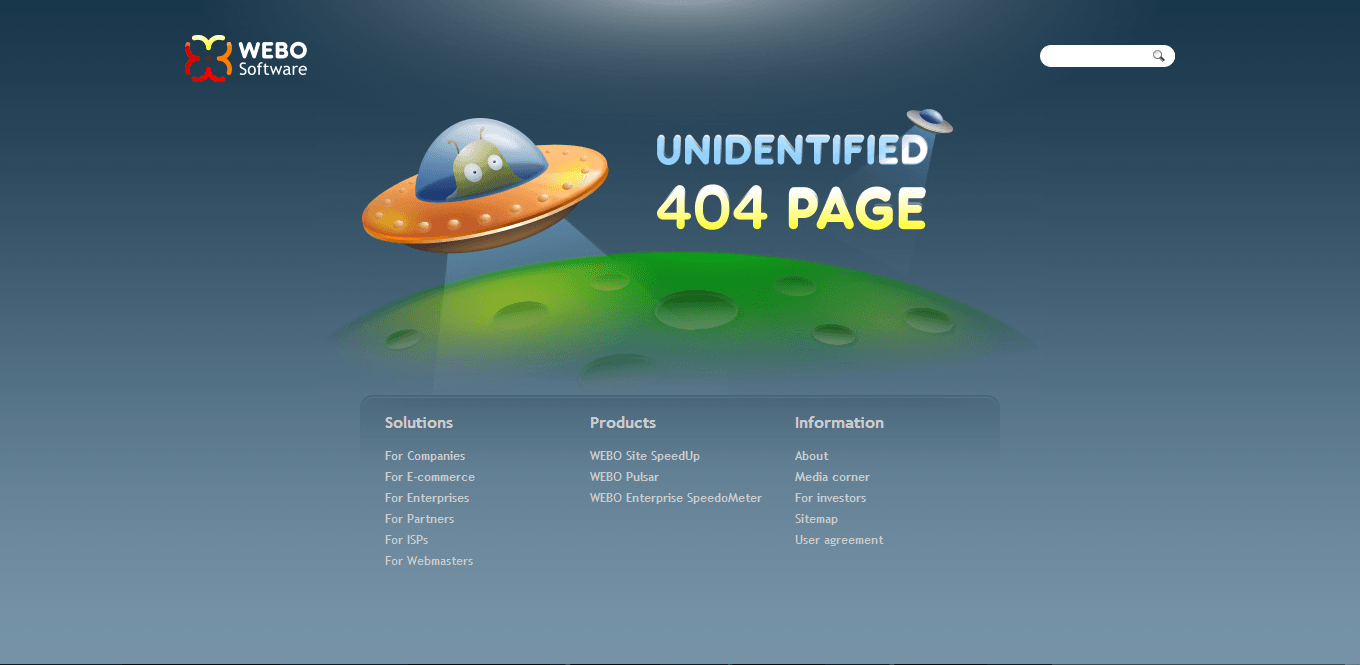 WEBO
Software
UNIDENTIFIED
404 PAGE
Solutions
For Companies
For E-commerce
For Enterprises
For Partners
For ISPs
For Webmasters
Products
WEBO Site SpeedUp
WEBO Pulsar
WEBO Enterprise SpeedoMeter
Information
About
Media corner
For investors
Sitemap
User agreement